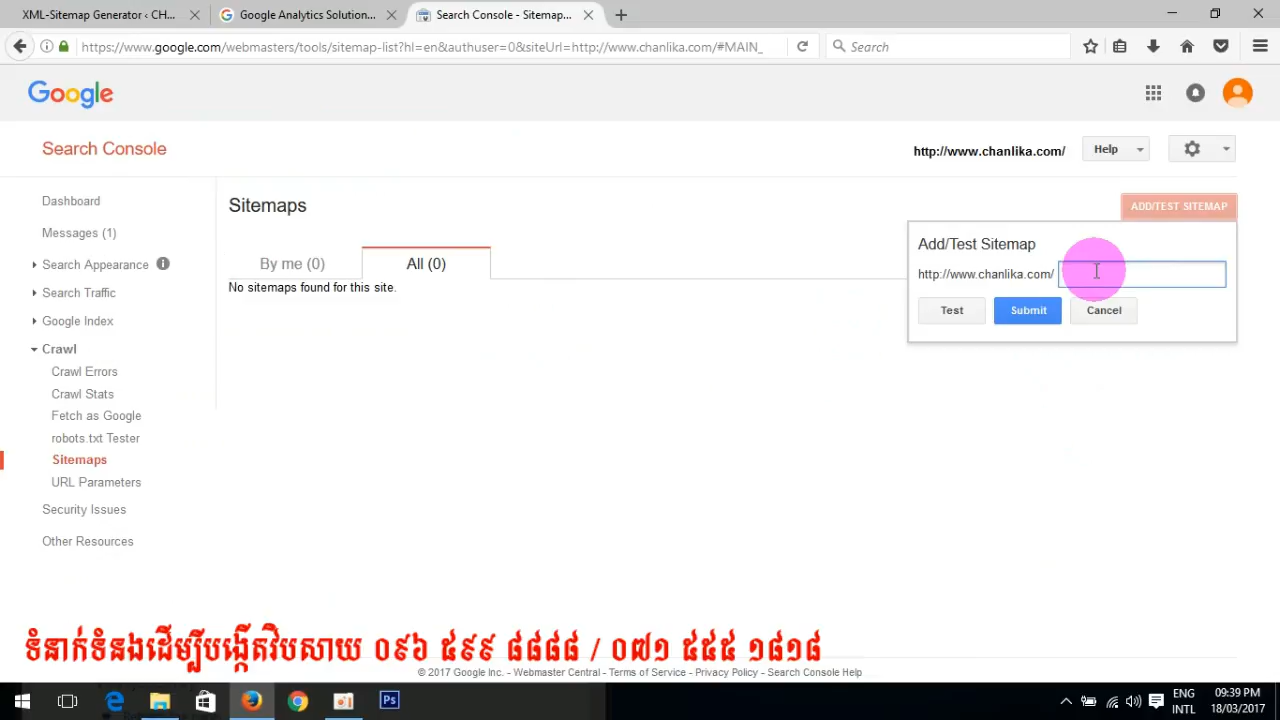 XML-Sitemap Generator ‹ CH...
Google Analytics Solution...
Search Console - Sitemap...
https://www.google.com/webmasters/tools/sitemap-list?hl=en&authuser=0&siteUrl=http://www.chanlika.com/#MAIN_
Search
Google
Search Console
http://www.chanlika.com/
Help
Dashboard
Messages (1)
Search Appearance
Search Traffic
Google Index
Crawl
Crawl Errors
Crawl Stats
Fetch as Google
robots.txt Tester
Sitemaps
URL Parameters
Security Issues
Other Resources
Sitemaps
ADD/TEST SITEMAP
By me (0)
All (0)
No sitemaps found for this site.
Add/Test Sitemap
http://www.chanlika.com/
Test
Submit
Cancel
ទំនាក់ទំនងដើម្បីបង្កើតវិបសាយ ០៩៦ ៥៩៩ ៨៨៨៨ / ០៧១ ៥៥៥ ១៨១៨
© 2017 Google Inc. - Webmaster Central - Terms of Service - Privacy Policy - Search Console Help
Ps
ENG
INTL
09:39 PM
18/03/2017